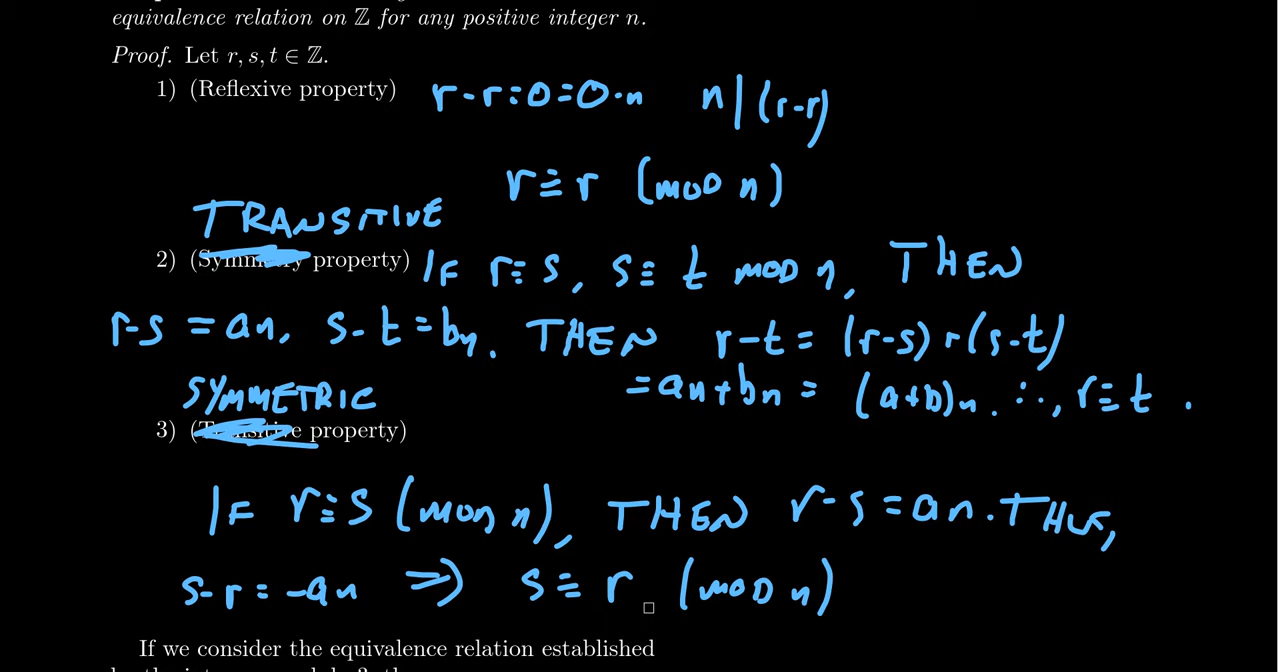 equivalence relation on ℤ for any positive integer n.
Proof. Let r, s, t ∈ ℤ.
1) (Reflexive property) r-r=0=0·n n|(r-r)
r≡r (MOD n)
TRANSITIVE
2) (Symmetry property) IF r≡s, s≡t MOD n, THEN
r-s=an, s-t=bn. THEN r-t=(r-s)+(s-t)
=an+bn=(a+b)n. ∴, r≡t.
SYMMETRIC
3) (Transitive property)
IF r≡s (MOD n), THEN r-s=an. THUS,
s-r=-an ⇒ s≡r (MOD n) □
If we consider the equivalence relation established